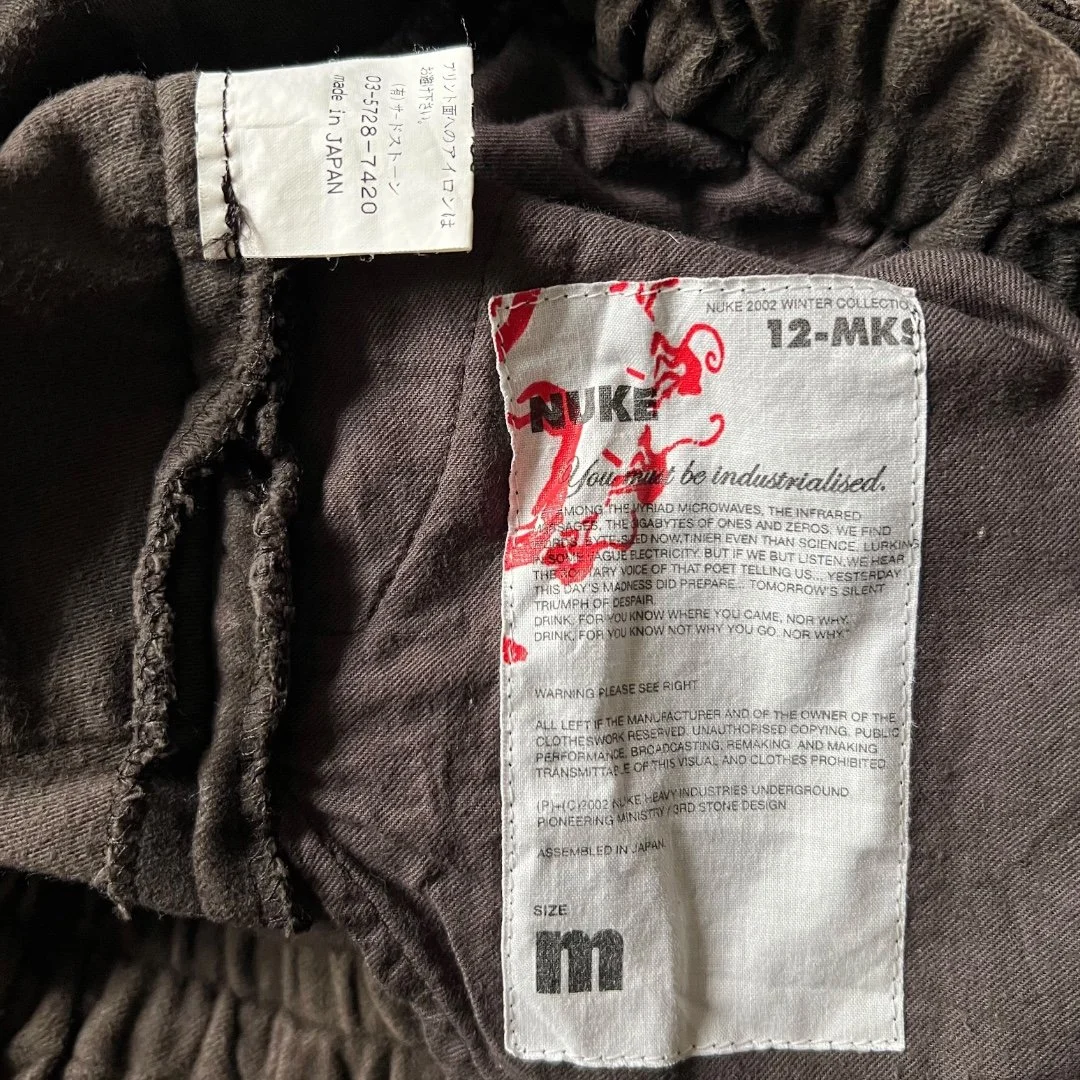 プリント面へのアイロンは
お避け下さい。
(有)サードストーン
03-5728-7420
made in JAPAN
NUKE 2002 WINTER COLLECTIO
12-MKS
NUKE
You must be industrialised.
AMONG THE MYRIAD MICROWAVES, THE INFRARED
THE GIGABYTES OF ONES AND ZEROS, WE FIND
NOW, TINIER EVEN THAN SCIENCE, LURKING
SOME VAGUE ELECTRICITY. BUT IF WE BUT LISTEN, WE HEAR
THE SOLITARY VOICE OF THAT POET TELLING US... YESTERDAY
THIS DAY'S MADNESS DID PREPARE... TOMORROW'S SILENT
TRIUMPH OF DESPAIR.
DRINK, FOR YOU KNOW WHERE YOU CAME, NOR WHY,
DRINK, FOR YOU KNOW NOT WHY YOU GO, NOR WHY."
WARNING PLEASE SEE RIGHT
ALL LEFT IF THE MANUFACTURER AND OF THE OWNER OF THE
CLOTHESWORK RESERVED. UNAUTHORISED COPYING, PUBLIC
PERFORMANCE, BROADCASTING, REMAKING AND MAKING
TRANSMITTABLE OF THIS VISUAL AND CLOTHES PROHIBITED.
(P)+(C)2002 NUKE HEAVY INDUSTRIES UNDERGROUND
PIONEERING MINISTRY / 3RD STONE DESIGN
ASSEMBLED IN JAPAN.
SIZE
m